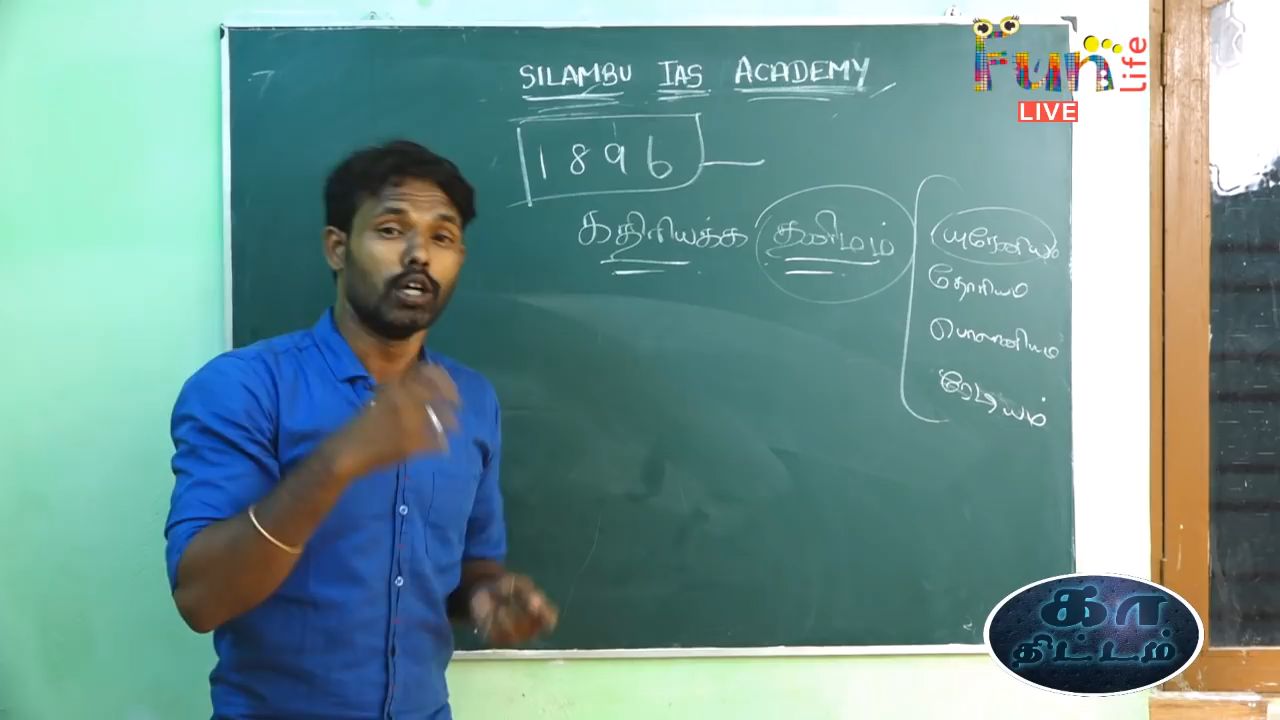 SILAMBU IAS ACADEMY
Fun Life
LIVE
1896
கதிரியக்க தனிமம்
யுரேனியம்
தோரியம்
பொலோனியம்
ரேடியம்
கா
திட்டம்